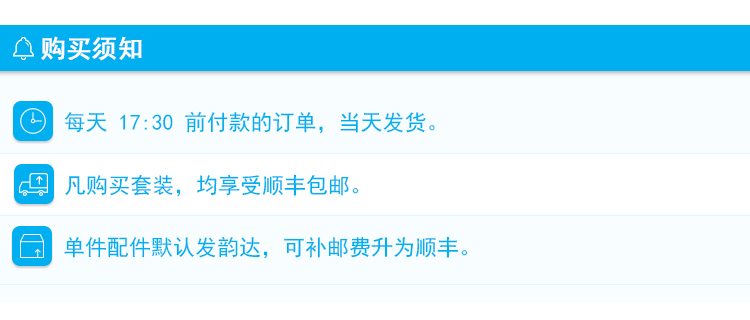 购买须知
每天 17:30 前付款的订单，当天发货。
凡购买套装，均享受顺丰包邮。
单件配件默认发韵达，可补邮费升为顺丰。